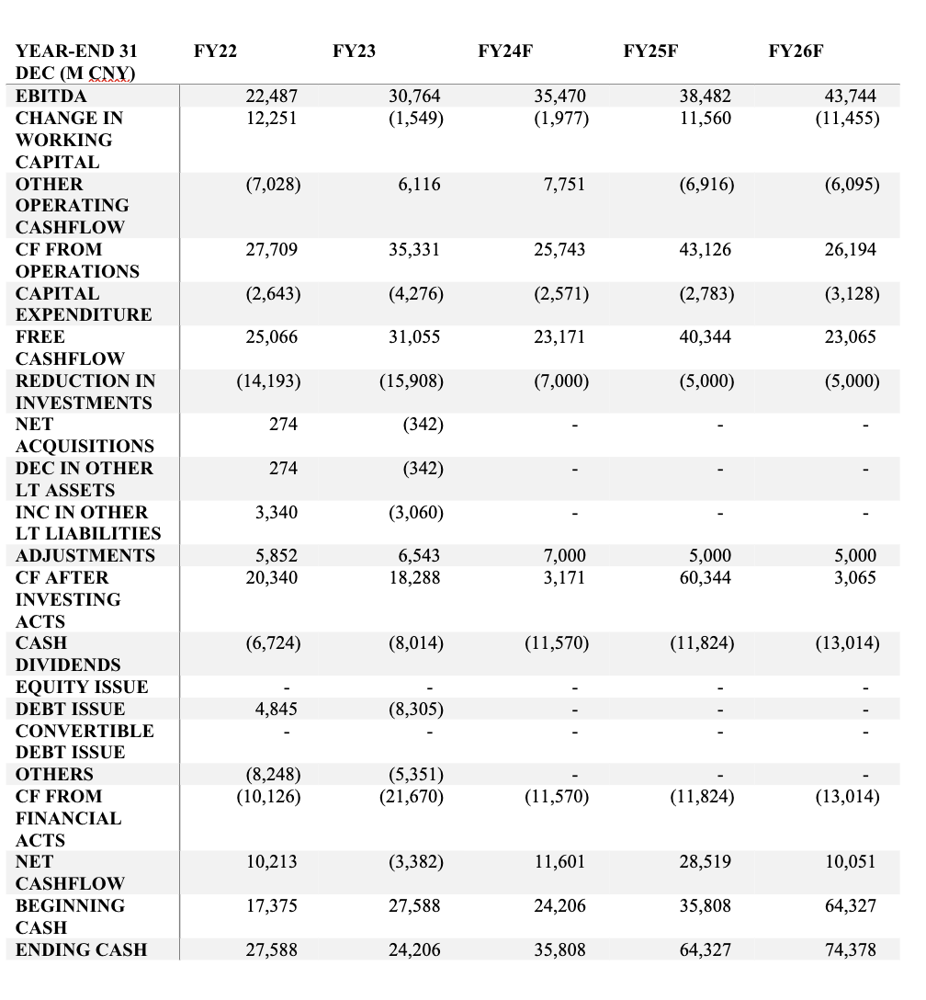 YEAR-END 31 FY22 FY23 FY24F FY25F FY26F
DEC (M CNY)
EBITDA 22,487 30,764 35,470 38,482 43,744
CHANGE IN 12,251 (1,549) (1,977) 11,560 (11,455)
WORKING
CAPITAL
OTHER (7,028) 6,116 7,751 (6,916) (6,095)
OPERATING
CASHFLOW
CF FROM 27,709 35,331 25,743 43,126 26,194
OPERATIONS
CAPITAL (2,643) (4,276) (2,571) (2,783) (3,128)
EXPENDITURE
FREE 25,066 31,055 23,171 40,344 23,065
CASHFLOW
REDUCTION IN (14,193) (15,908) (7,000) (5,000) (5,000)
INVESTMENTS
NET 274 (342) - - -
ACQUISITIONS
DEC IN OTHER 274 (342) - - -
LT ASSETS
INC IN OTHER 3,340 (3,060) - - -
LT LIABILITIES
ADJUSTMENTS 5,852 6,543 7,000 5,000 5,000
CF AFTER 20,340 18,288 3,171 60,344 3,065
INVESTING
ACTS
CASH (6,724) (8,014) (11,570) (11,824) (13,014)
DIVIDENDS
EQUITY ISSUE - - - - -
DEBT ISSUE 4,845 (8,305) - - -
CONVERTIBLE - - - - -
DEBT ISSUE
OTHERS (8,248) (5,351) - - -
CF FROM (10,126) (21,670) (11,570) (11,824) (13,014)
FINANCIAL
ACTS
NET 10,213 (3,382) 11,601 28,519 10,051
CASHFLOW
BEGINNING 17,375 27,588 24,206 35,808 64,327
CASH
ENDING CASH 27,588 24,206 35,808 64,327 74,378